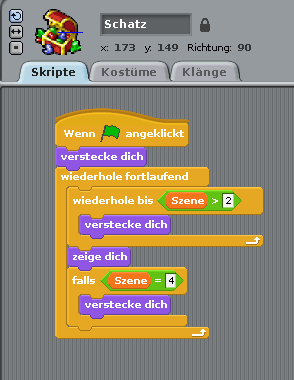 Schatz
x: 173 y: 149 Richtung: 90
Skripte Kostüme Klänge
Wenn angeklickt
verstecke dich
wiederhole fortlaufend
wiederhole bis Szene > 2
verstecke dich
zeige dich
falls Szene = 4
verstecke dich